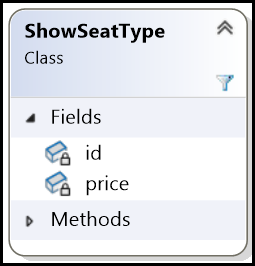 ShowSeatType
Class
Fields
id
price
Methods